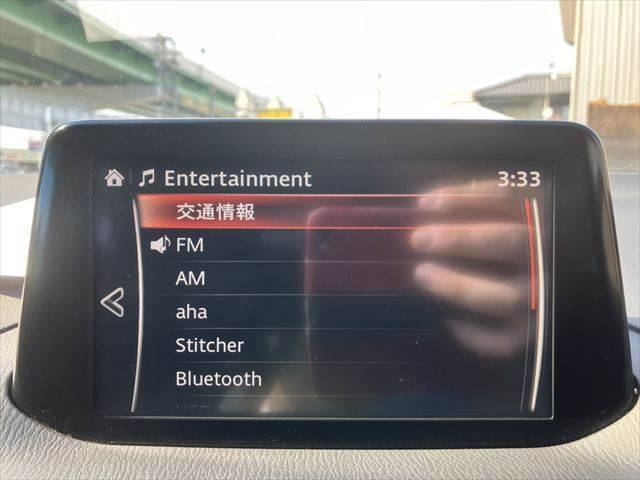 Entertainment 3:33
交通情報
FM
AM
aha
Stitcher
Bluetooth